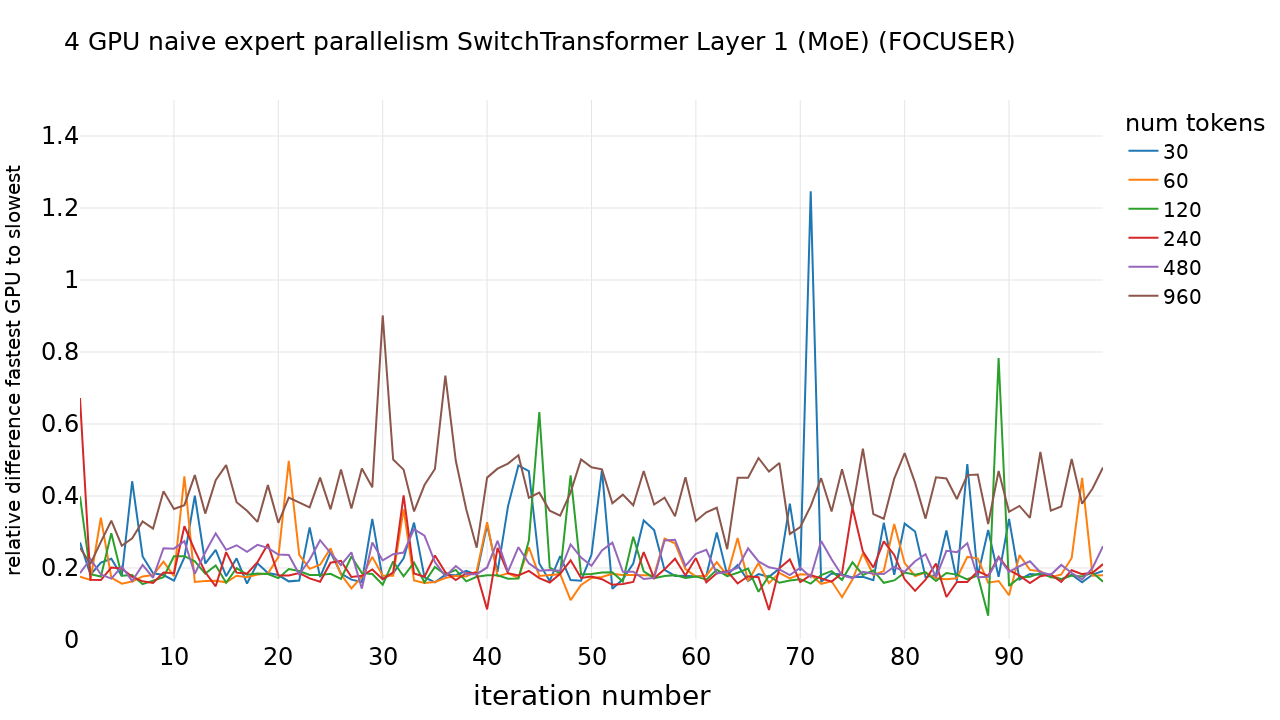 4 GPU naive expert parallelism SwitchTransformer Layer 1 (MoE) (FOCUSER)
relative difference fastest GPU to slowest
1.4
1.2
1
0.8
0.6
0.4
0.2
0
10 20 30 40 50 60 70 80 90
iteration number
num tokens
30
60
120
240
480
960